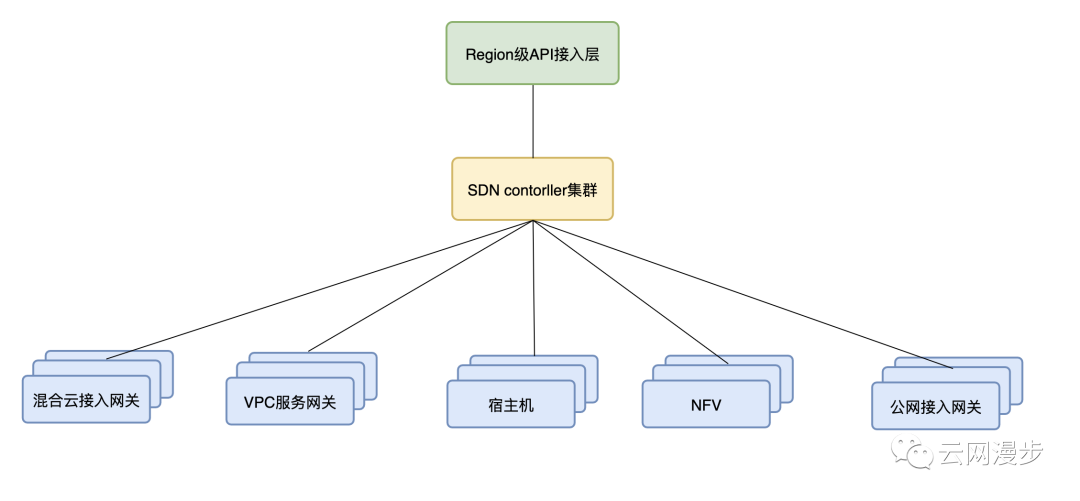 Region级API接入层
SDN contorller集群
混合云接入网关
VPC服务网关
宿主机
NFV
公网接入网关
云网漫步